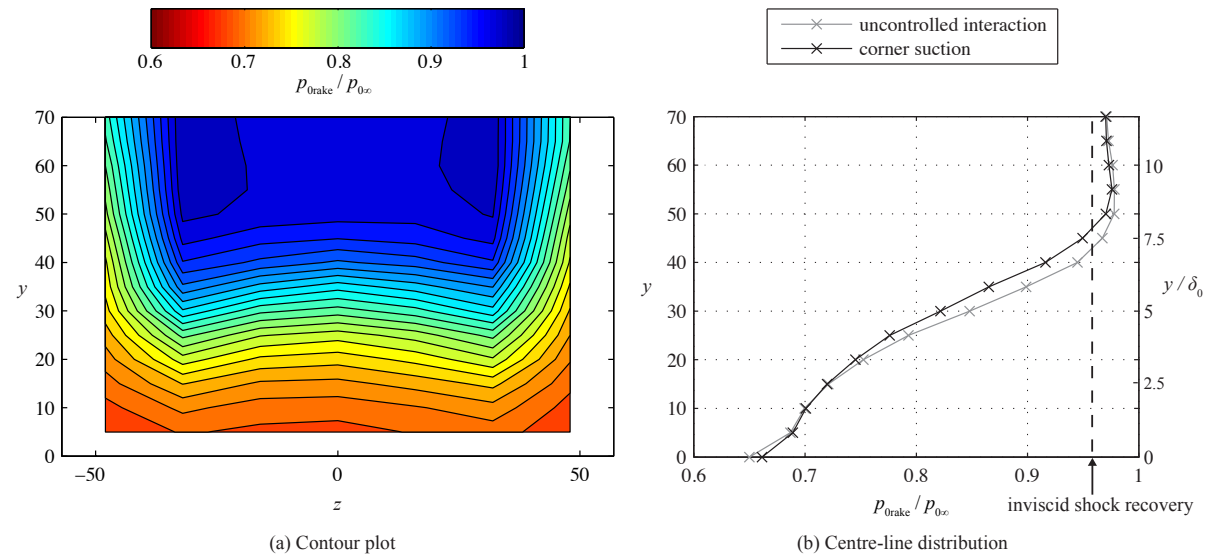 0.6 0.7 0.8 0.9 1
p0rake / p0∞
70
60
50
40
30
20
10
0
y
−50 0 50
z
(a) Contour plot
uncontrolled interaction
corner suction
70
60
50
40
30
20
10
0
y
10
7.5
5
2.5
0
y / δ0
0.6 0.7 0.8 0.9 1
p0rake / p0∞
inviscid shock recovery
(b) Centre-line distribution